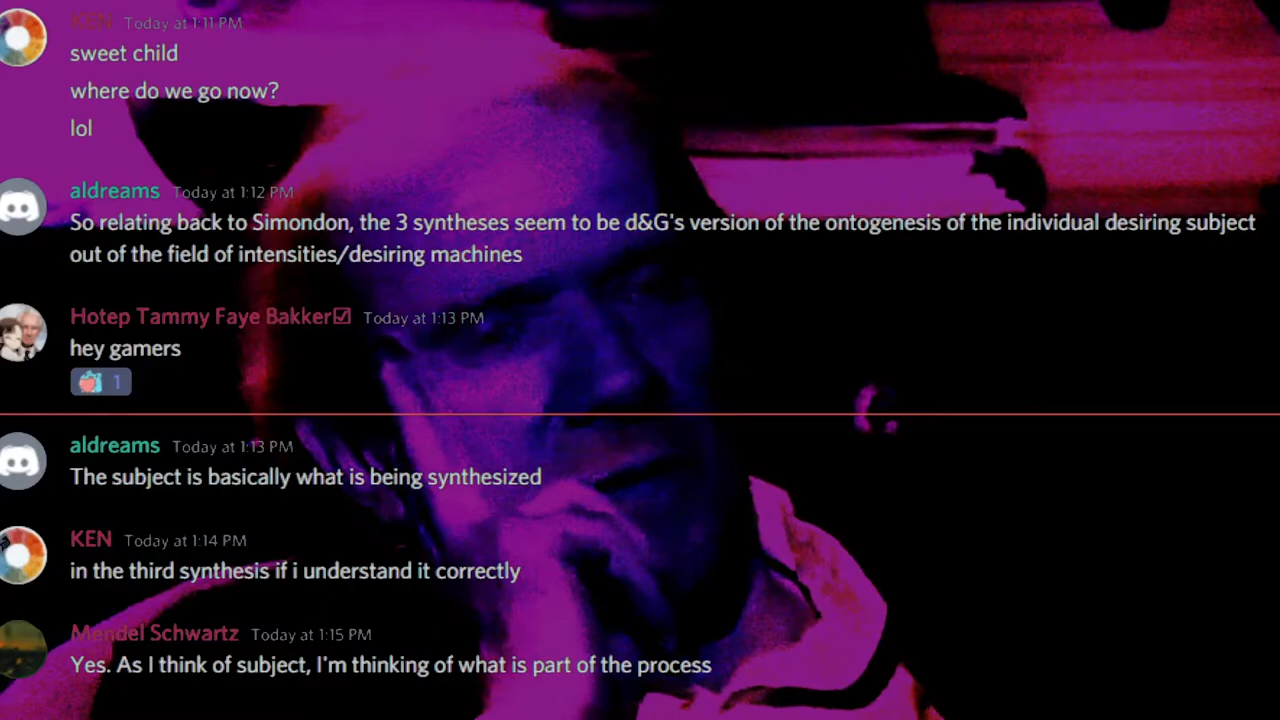 KEN Today at 1:11 PM
sweet child
where do we go now?
lol
aldreams Today at 1:12 PM
So relating back to Simondon, the 3 syntheses seem to be d&G's version of the ontogenesis of the individual desiring subject
out of the field of intensities/desiring machines
Hotep Tammy Faye Bakker☑ Today at 1:13 PM
hey gamers
1
aldreams Today at 1:13 PM
The subject is basically what is being synthesized
KEN Today at 1:14 PM
in the third synthesis if i understand it correctly
Mendel Schwartz Today at 1:15 PM
Yes. As I think of subject, I'm thinking of what is part of the process